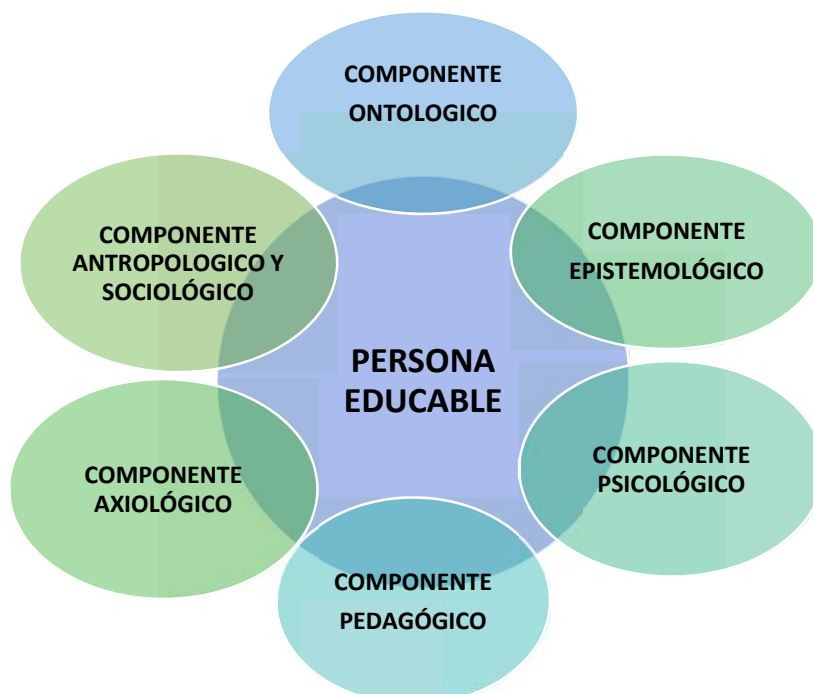 COMPONENTE
ONTOLOGICO
COMPONENTE
EPISTEMOLÓGICO
COMPONENTE
PSICOLÓGICO
COMPONENTE
PEDAGÓGICO
COMPONENTE
AXIOLÓGICO
COMPONENTE
ANTROPOLOGICO Y
SOCIOLÓGICO
PERSONA
EDUCABLE